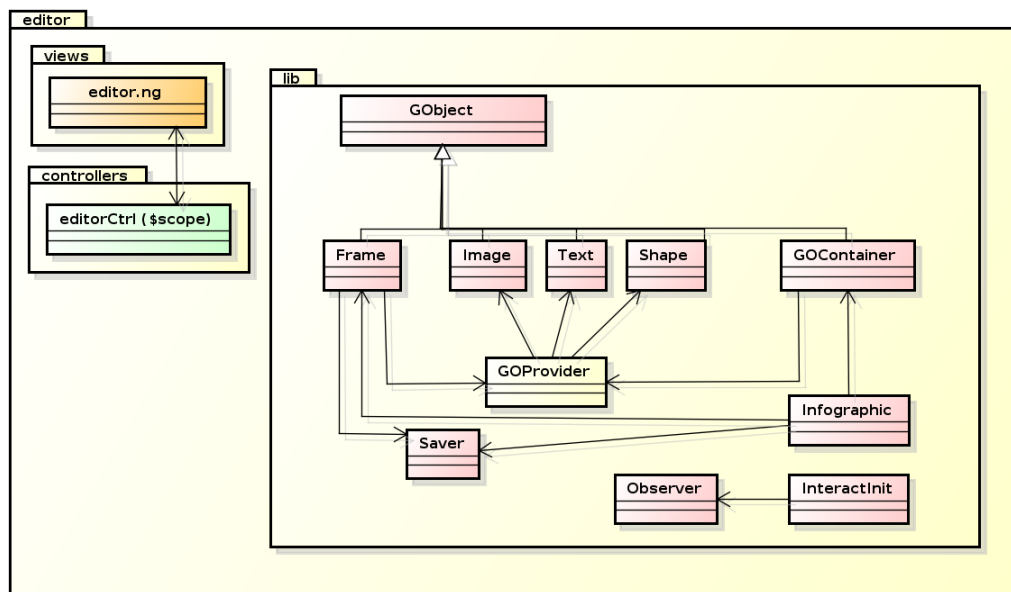 editor
views
editor.ng
controllers
editorCtrl ($scope)
lib
GObject
Frame
Image
Text
Shape
GOContainer
GOProvider
Infographic
Saver
Observer
InteractInit